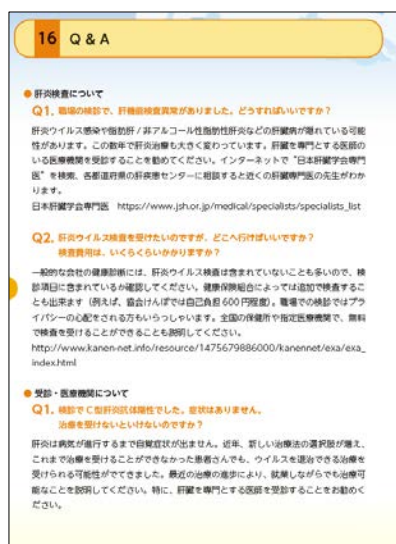 16 Q & A
● 肝炎検査について
Q1. 職場の検診で、肝機能検査異常がありました。どうすればいいですか?
肝炎ウイルス感染や脂肪肝/非アルコール性脂肪性肝炎などの肝臓病が隠れている可能
性があります。この数年で肝炎治療も大きく変わっています。肝臓を専門とする医師の
いる医療機関を受診することを勧めてください。インターネットで“日本肝臓学会専門
医”を検索、各都道府県の肝疾患センターに相談すると近くの肝臓専門医の先生がわか
ります。
日本肝臓学会専門医 https://www.jsh.or.jp/medical/specialists/specialists_list
Q2. 肝炎ウイルス検査を受けたいのですが、どこへ行けばいいですか?
検査費用は、いくらくらいかかりますか?
一般的な会社の健康診断には、肝炎ウイルス検査は含まれていないことも多いので、検
診項目に含まれているか確認してください。健康保険組合によっては追加で検査するこ
とも出来ます(例えば、協会けんぽでは自己負担600円程度)。職場での検診ではプラ
イバシーの心配をされる方もいらっしゃいます。全国の保健所や指定医療機関で、無料
で検査を受けることができることも説明してください。
http://www.kanen-net.info/resource/1475679886000/kanennet/exa/exa_
index.html
● 受診・医療機関について
Q1. 検診でC型肝炎抗体陽性でした。症状はありません。
治療を受けないといけないのですか?
肝炎は病気が進行するまで自覚症状が出ません。近年、新しい治療法の選択肢が増え、
これまで治療を受けることができなかった患者さんでも、ウイルスを退治できる治療を
受けられる可能性がでてきました。最近の治療の進歩により、就業しながらでも治療可
能なことを説明してください。特に、肝臓を専門とする医師を受診することをお勧めく
ださい。